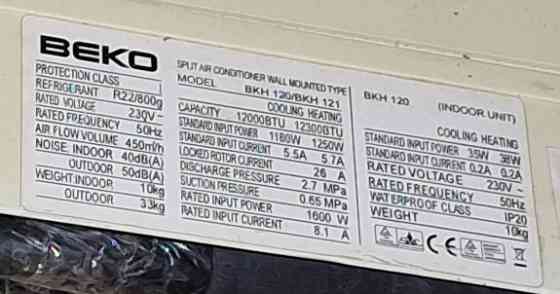 BEKO
PROTECTION CLASS I
REFRIGERANT R22/800g
RATED VOLTAGE 230V~
RATED FREQUENCY 50Hz
AIR FLOW VOLUME 450m³/h
NOISE: INDOOR 40dB(A)
OUTDOOR 50dB(A)
WEIGHT: INDOOR 10kg
OUTDOOR 33kg
SPLIT AIR CONDITIONER WALL MOUNTED TYPE
MODEL BKH 120/BKH 121
COOLING HEATING
CAPACITY 12000BTU 12300BTU
STANDARD INPUT POWER 1180W 1250W
STANDARD INPUT CURRENT 5.5A 5.7A
LOCKED ROTOR CURRENT 26 A
DISCHARGE PRESSURE 2.7 MPa
SUCTION PRESSURE 0.65 MPa
RATED INPUT POWER 1600 W
RATED INPUT CURRENT 8.1 A
BKH 120 (INDOOR UNIT)
COOLING HEATING
STANDARD INPUT POWER 35W 38W
STANDARD INPUT CURRENT 0.2A 0.2A
RATED VOLTAGE 230V ~
RATED FREQUENCY 50Hz
WATERPROOF CLASS IP20
WEIGHT 10kg
CE